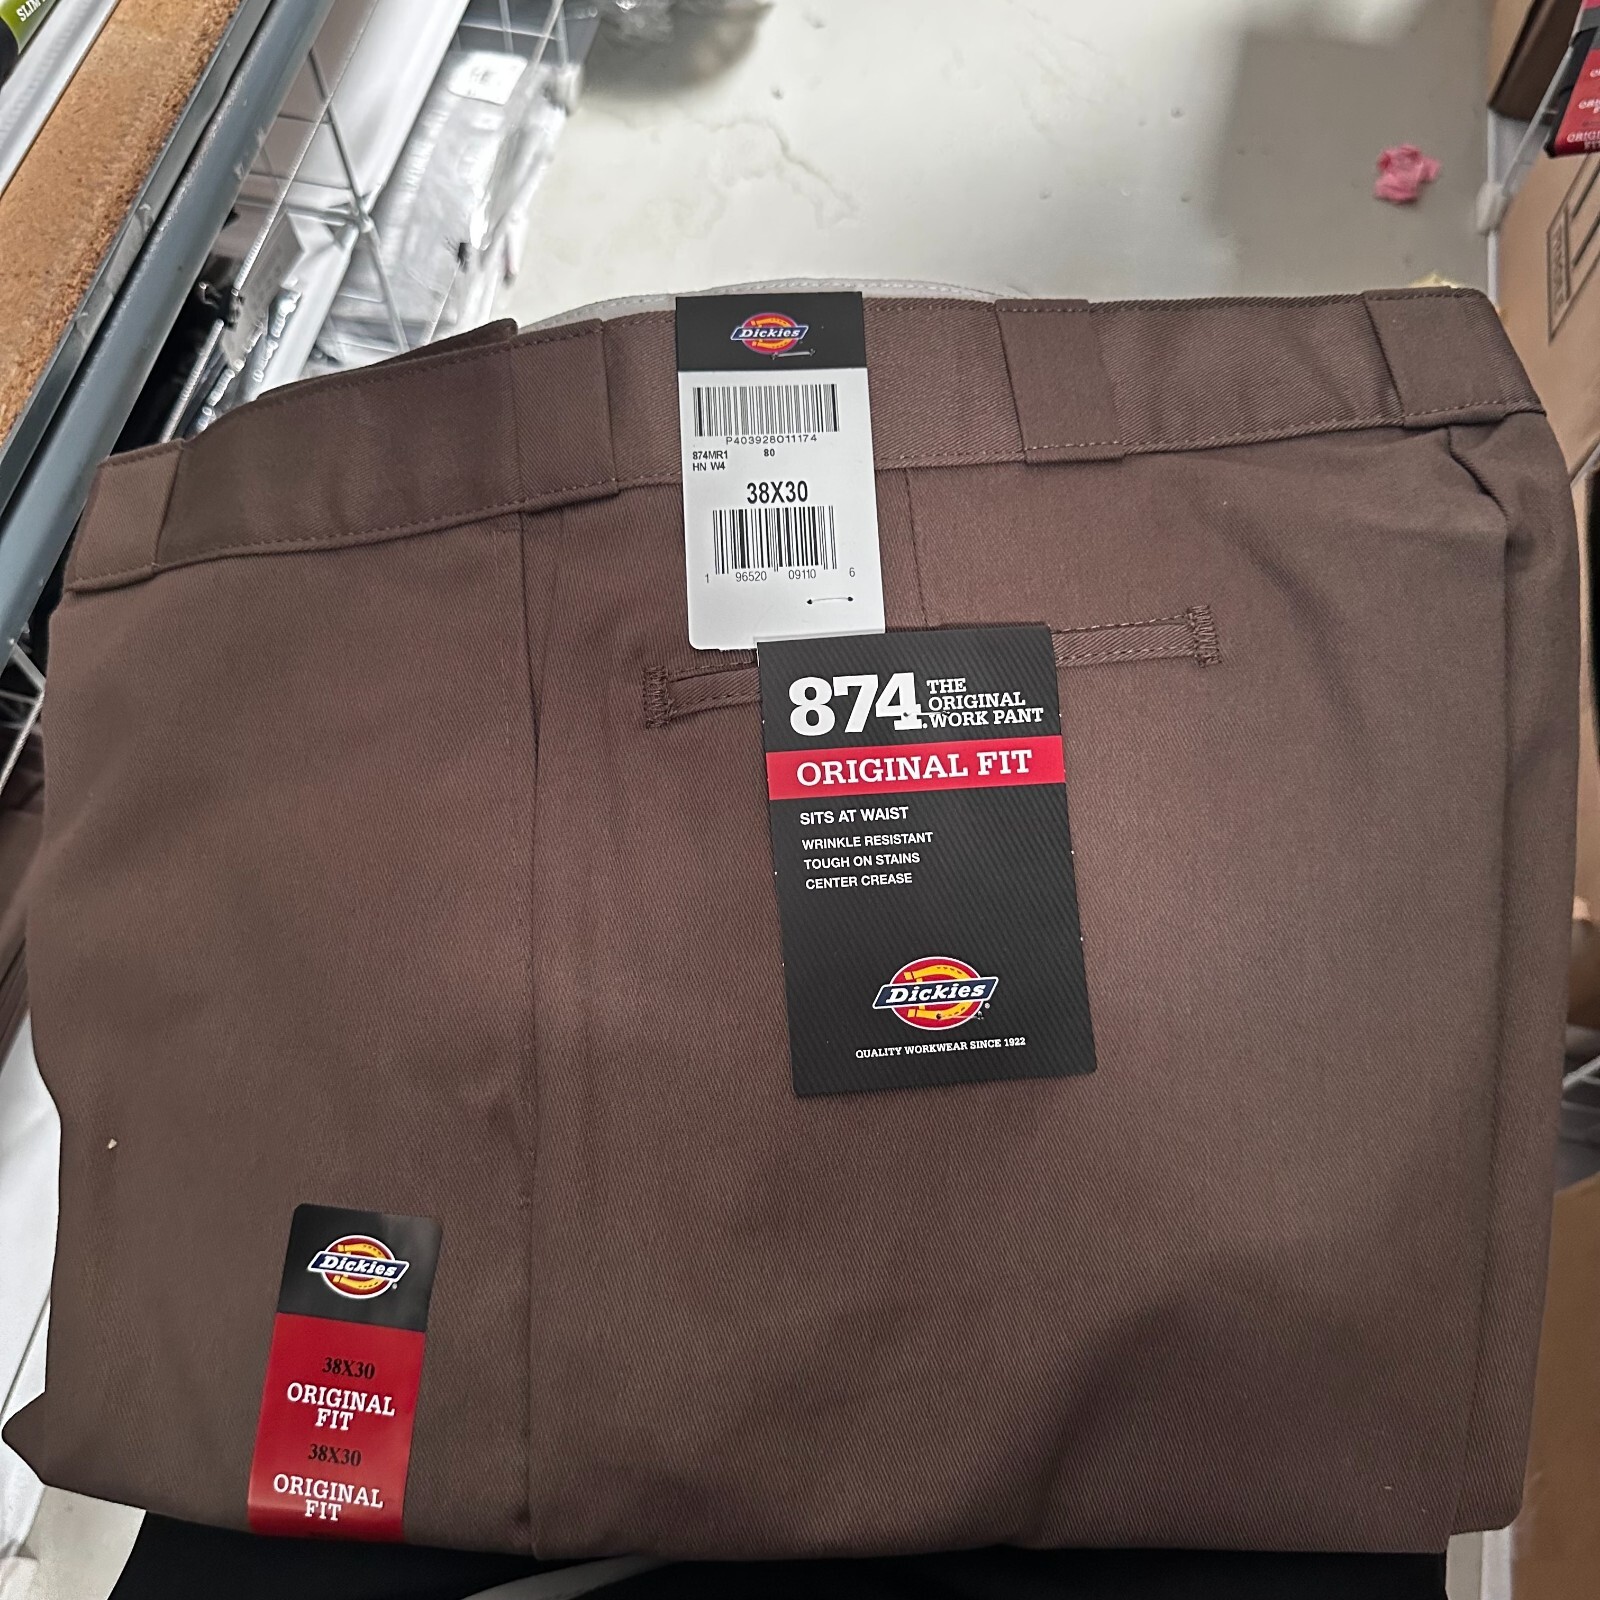 SLIM
Dickies
P403928011174
874MR1 80
HN W4
38X30
1 96520 09110 6
874 THE
ORIGINAL
WORK PANT
ORIGINAL FIT
SITS AT WAIST
WRINKLE RESISTANT
TOUGH ON STAINS
CENTER CREASE
Dickies
QUALITY WORKWEAR SINCE 1922
Dickies
38X30
ORIGINAL
FIT
38X30
ORIGINAL
FIT